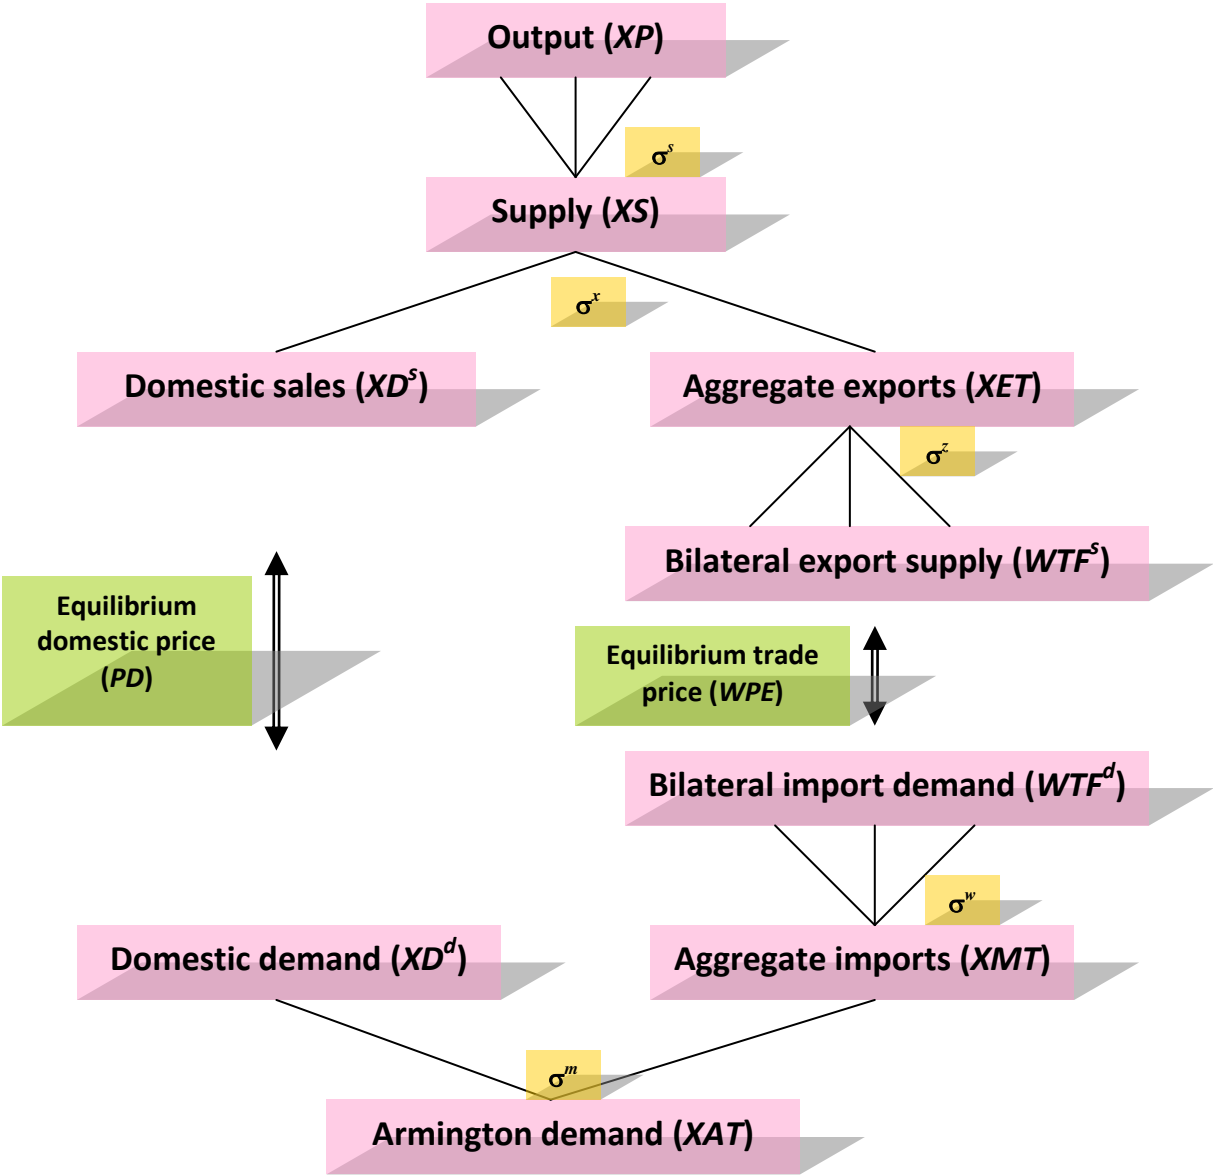 Output (XP)
σˢ
Supply (XS)
σˣ
Domestic sales (XDˢ)
Aggregate exports (XET)
σᶻ
Bilateral export supply (WTFˢ)
Equilibrium
domestic price
(PD)
Equilibrium trade
price (WPE)
Bilateral import demand (WTFᵈ)
σʷ
Domestic demand (XDᵈ)
Aggregate imports (XMT)
σᵐ
Armington demand (XAT)